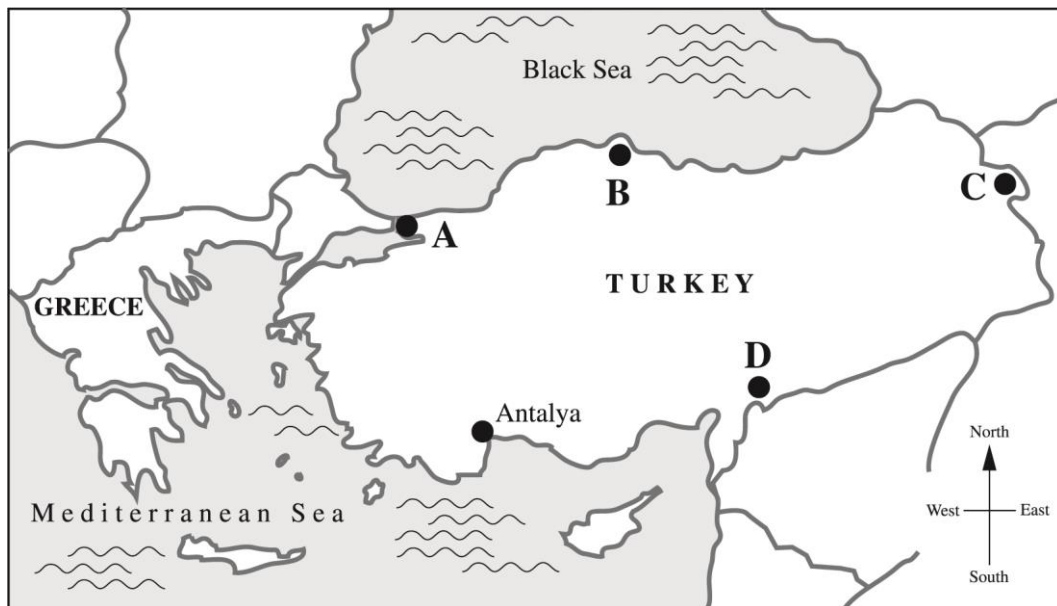 Black Sea
B
C
A
TURKEY
GREECE
D
Antalya
North
Mediterranean Sea
West
East
South